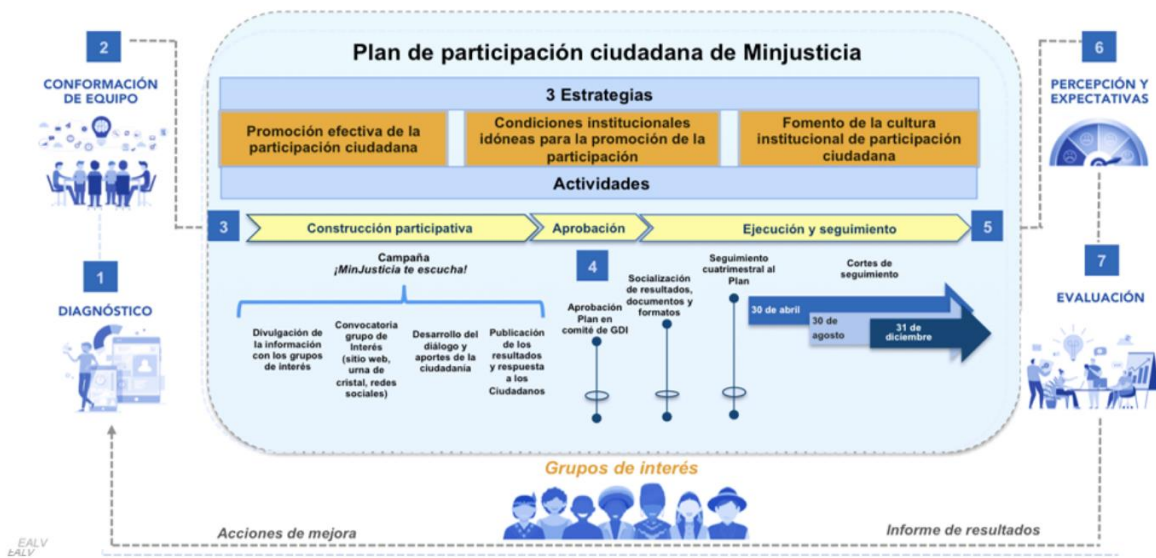 Plan de participación ciudadana de Minjusticia
3 Estrategias
Promoción efectiva de la
participación ciudadana
Condiciones institucionales
idóneas para la promoción de la
participación
Fomento de la cultura
institucional de participación
ciudadana
Actividades
2
CONFORMACIÓN
DE EQUIPO
1
DIAGNÓSTICO
3
Construcción participativa
Aprobación
Ejecución y seguimiento
5
Campaña
¡MinJusticia te escucha!
Divulgación de
la información
con los grupos
de interés
Convocatoria
grupo de
Interés
(sitio web,
urna de
cristal, redes
sociales)
Desarrollo del
diálogo y
aportes de la
ciudadanía
Publicación
de los
resultados
y respuesta
a los
Ciudadanos
4
Aprobación
Plan en
comité de GDI
Socialización
de resultados,
documentos y
formatos
Seguimiento
cuatrimestral al
Plan
Cortes de
seguimiento
30 de abril
30 de
agosto
31 de
diciembre
6
PERCEPCIÓN Y
EXPECTATIVAS
7
EVALUACIÓN
Grupos de interés
Acciones de mejora
Informe de resultados
EALV
EALV